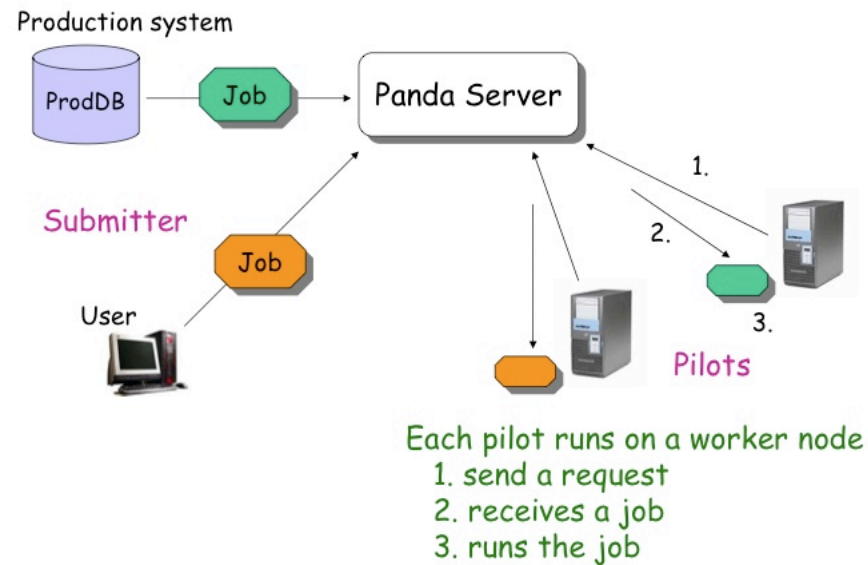 Production system
ProdDB
Job
Panda Server
1.
2.
Submitter
Job
3.
User
Pilots
Each pilot runs on a worker node
1. send a request
2. receives a job
3. runs the job